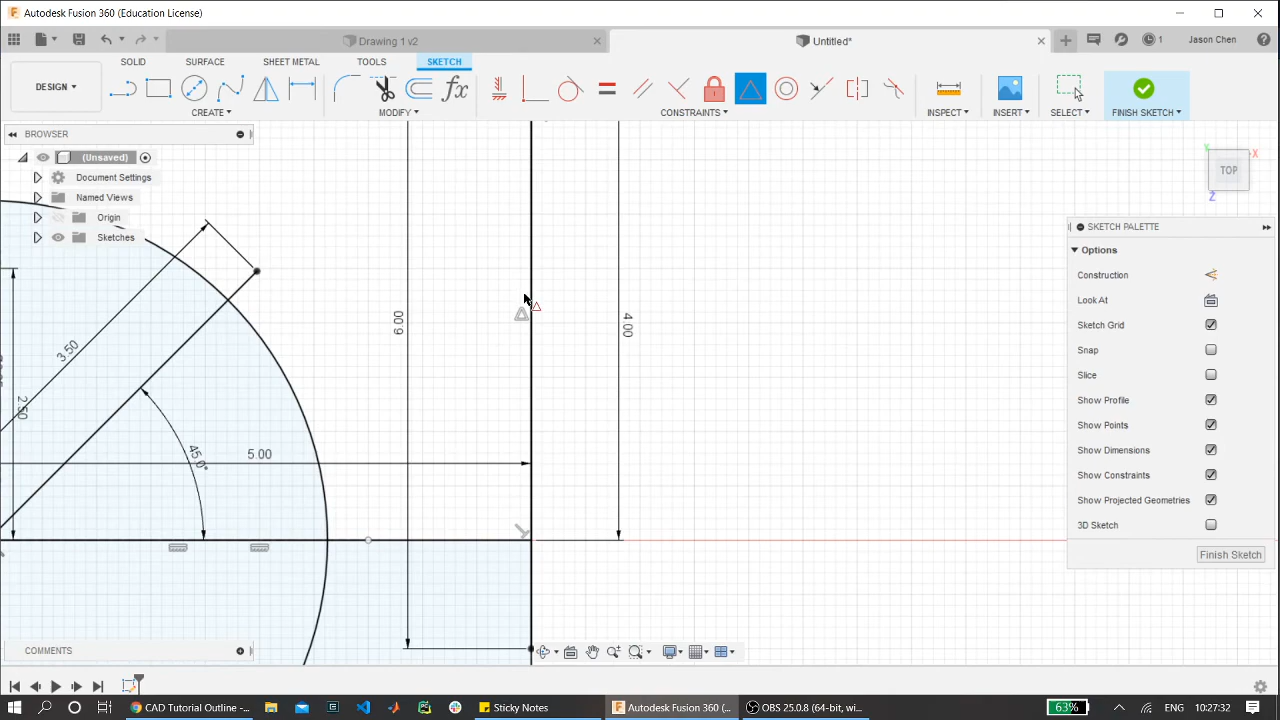 Autodesk Fusion 360 (Education License)
Drawing 1 v2
Untitled*
1
Jason Chen
SOLID SURFACE SHEET METAL TOOLS SKETCH
DESIGN
fx
CREATE MODIFY CONSTRAINTS INSPECT INSERT SELECT FINISH SKETCH
BROWSER
(Unsaved)
Document Settings
Named Views
Origin
Sketches
Y X
TOP
Z
SKETCH PALETTE
Options
Construction
Look At
Sketch Grid
Snap
Slice
Show Profile
Show Points
Show Dimensions
Show Constraints
Show Projected Geometries
3D Sketch
Finish Sketch
6.00
4.00
3.50
2.50
45.0°
5.00
COMMENTS
CAD Tutorial Outline -...
Sticky Notes
Autodesk Fusion 360 (...
OBS 25.0.8 (64-bit, wi...
63%
ENG
10:27:32